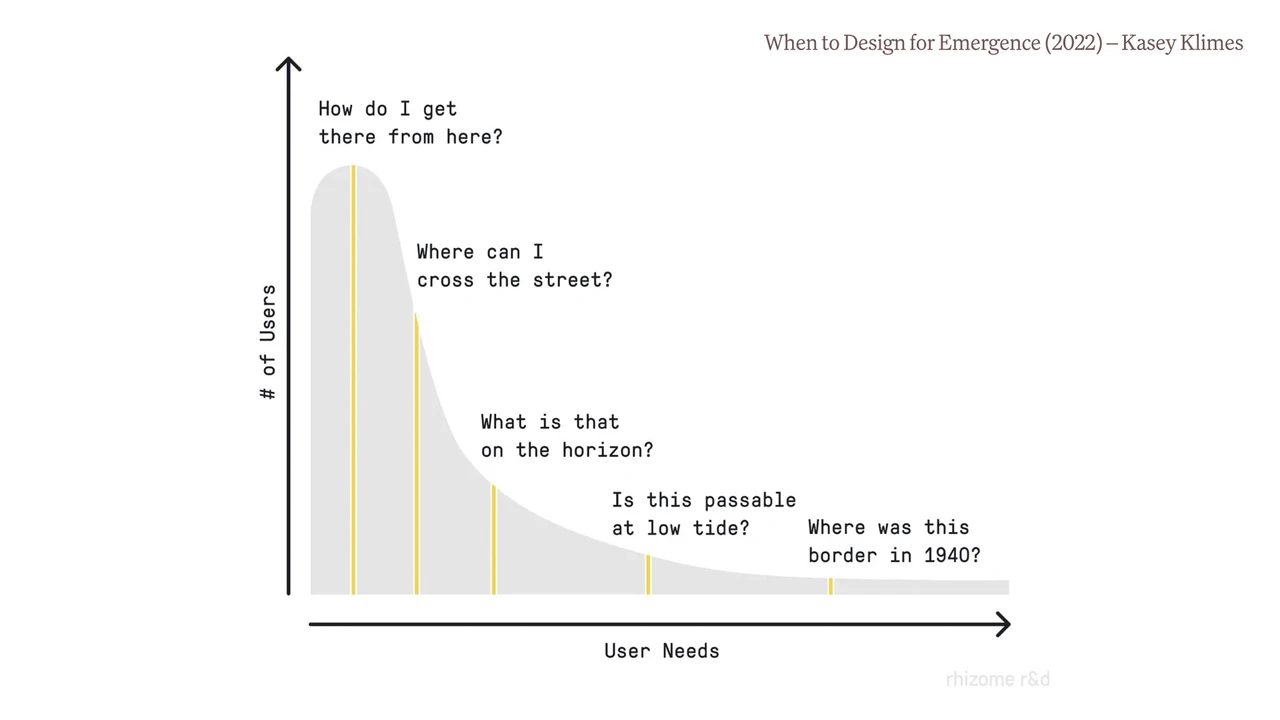 When to Design for Emergence (2022) – Kasey Klimes
How do I get
there from here?
Where can I
cross the street?
What is that
on the horizon?
Is this passable
at low tide?
Where was this
border in 1940?
# of Users
User Needs
rhizome r&d